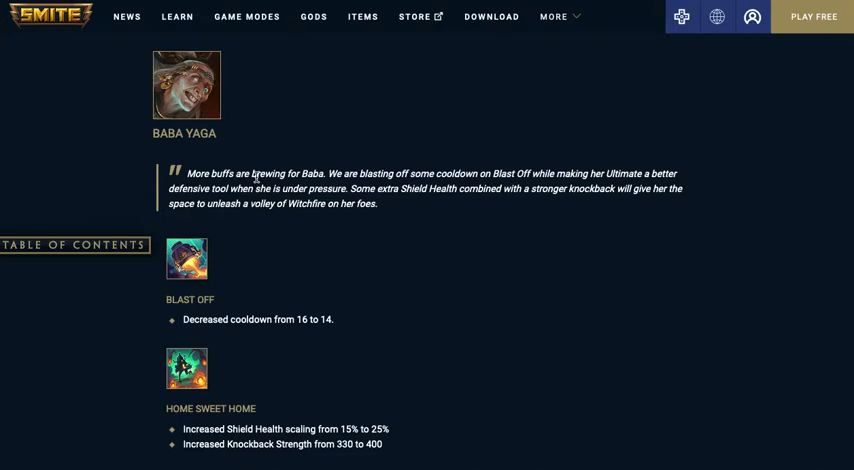 SMITE NEWS LEARN GAME MODES GODS ITEMS STORE DOWNLOAD MORE PLAY FREE
BABA YAGA
" More buffs are brewing for Baba. We are blasting off some cooldown on Blast Off while making her Ultimate a better
defensive tool when she is under pressure. Some extra Shield Health combined with a stronger knockback will give her the
space to unleash a volley of Witchfire on her foes.
TABLE OF CONTENTS
BLAST OFF
Decreased cooldown from 16 to 14.
HOME SWEET HOME
Increased Shield Health scaling from 15% to 25%
Increased Knockback Strength from 330 to 400